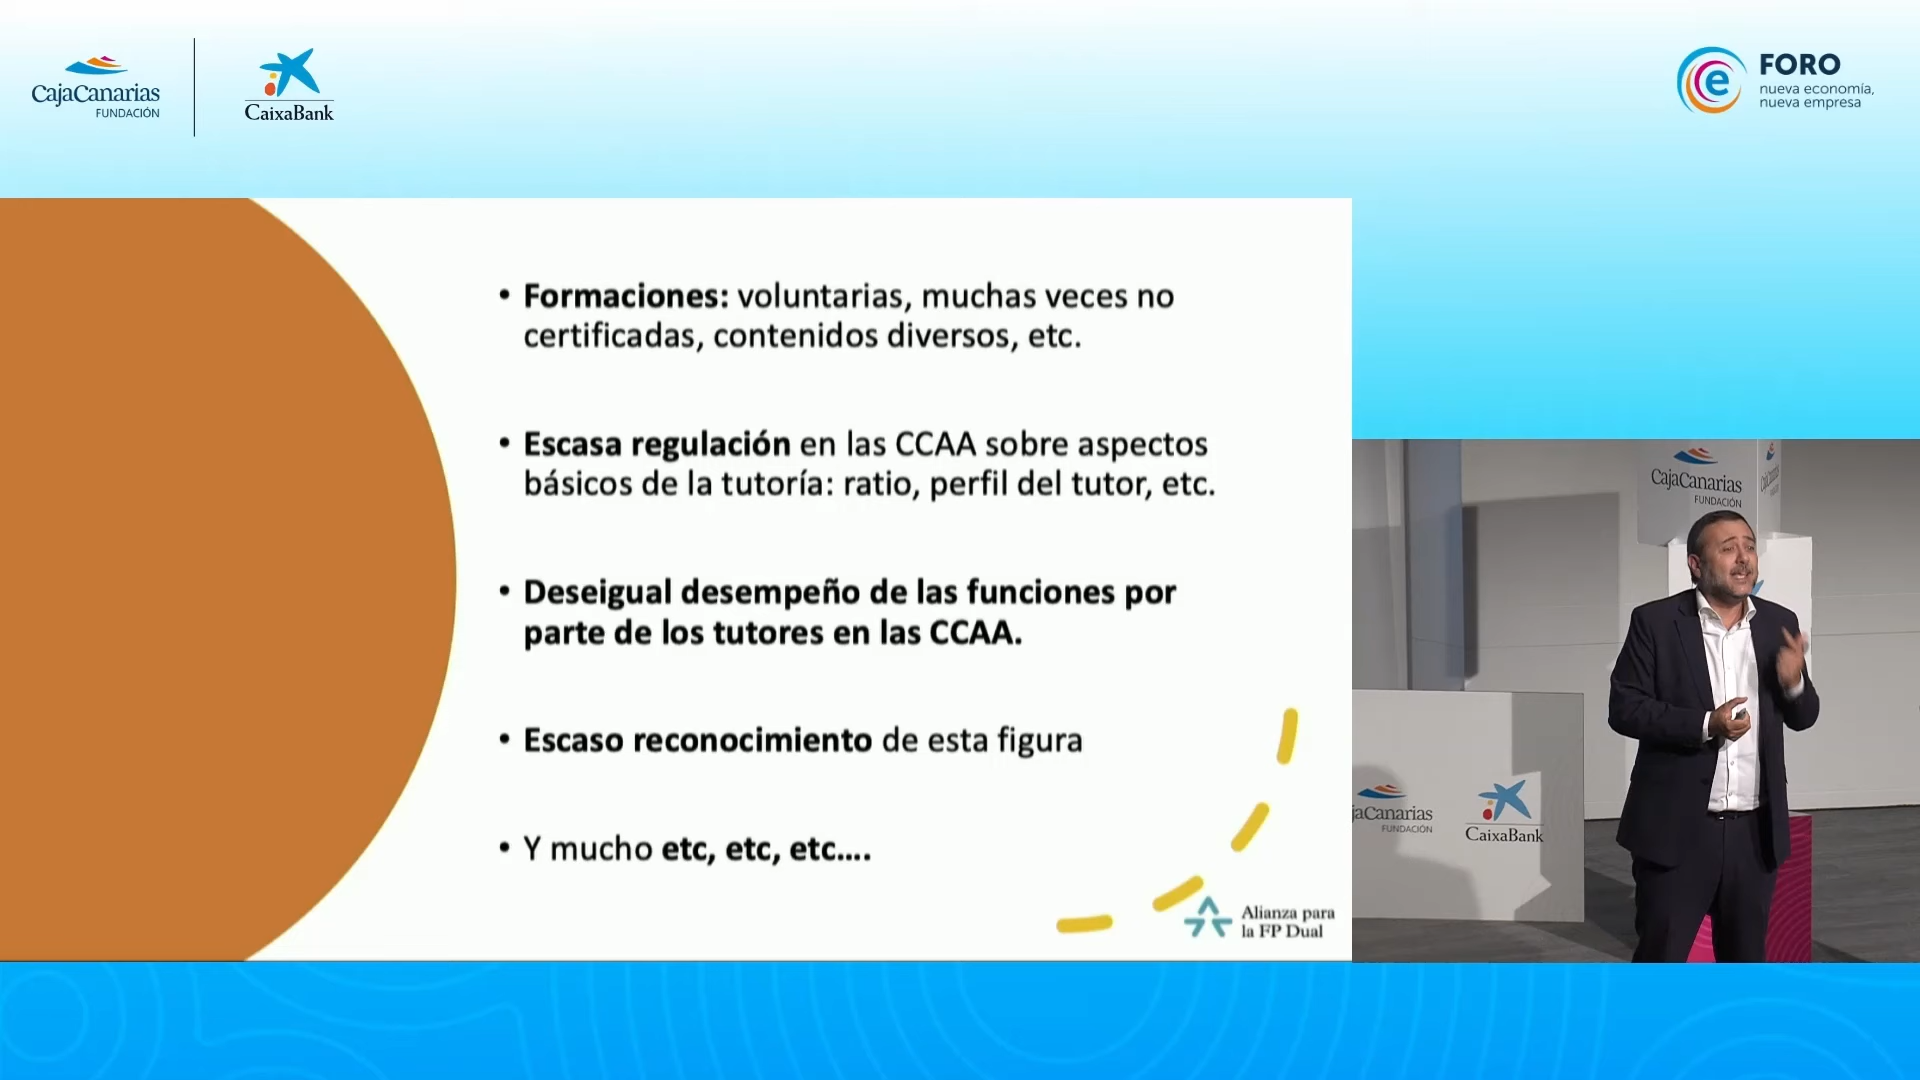 CajaCanarias
FUNDACIÓN
CaixaBank
FORO
nueva economía,
nueva empresa
• Formaciones: voluntarias, muchas veces no
certificadas, contenidos diversos, etc.
• Escasa regulación en las CCAA sobre aspectos
básicos de la tutoría: ratio, perfil del tutor, etc.
• Deseigual desempeño de las funciones por
parte de los tutores en las CCAA.
• Escaso reconocimiento de esta figura
• Y mucho etc, etc, etc....
Alianza para
la FP Dual
CajaCanarias
FUNDACIÓN
jaCanarias
FUNDACIÓN
CaixaBank